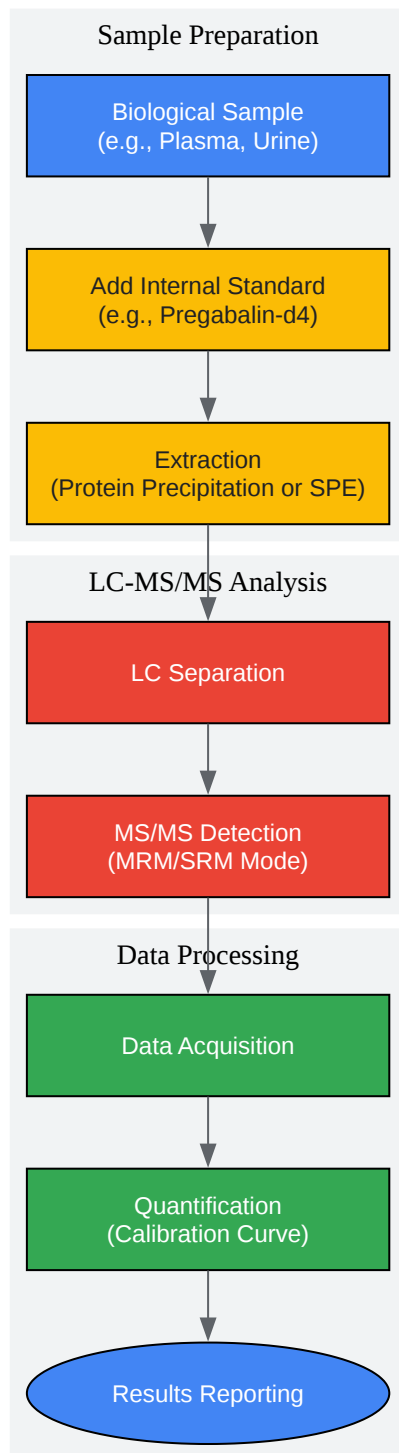 Sample Preparation
Biological Sample
(e.g., Plasma, Urine)
Add Internal Standard
(e.g., Pregabalin-d4)
Extraction
(Protein Precipitation or SPE)
LC-MS/MS Analysis
LC Separation
MS/MS Detection
(MRM/SRM Mode)
Data Processing
Data Acquisition
Quantification
(Calibration Curve)
Results Reporting